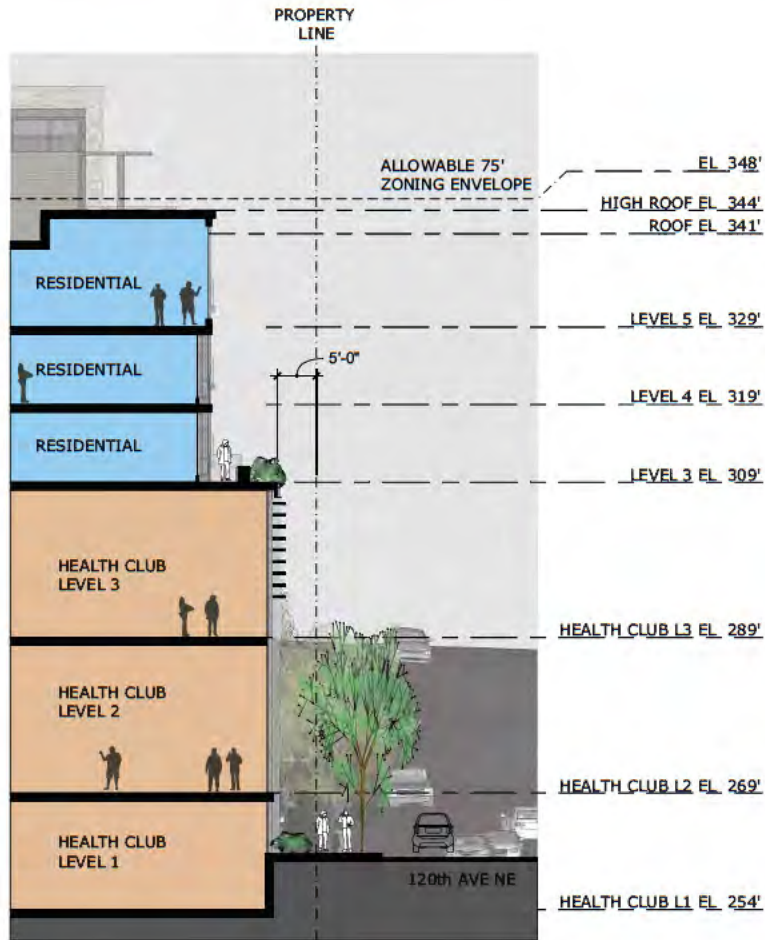 PROPERTY
LINE
ALLOWABLE 75'
ZONING ENVELOPE
EL 348'
HIGH ROOF EL 344'
ROOF EL 341'
RESIDENTIAL
LEVEL 5 EL 329'
5'-0"
RESIDENTIAL
LEVEL 4 EL 319'
RESIDENTIAL
LEVEL 3 EL 309'
HEALTH CLUB
LEVEL 3
HEALTH CLUB L3 EL 289'
HEALTH CLUB
LEVEL 2
HEALTH CLUB L2 EL 269'
HEALTH CLUB
LEVEL 1
120th AVE NE
HEALTH CLUB L1 EL 254'